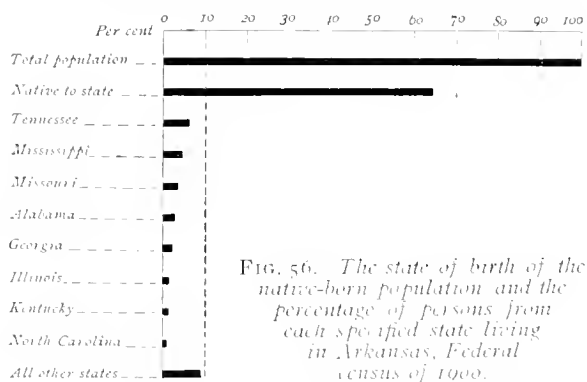 Per cent 10 20 30 40 50 60 70 80 90 100
Total population
Native to state
Tennessee
Mississippi
Missouri
Alabama
Georgia
Illinois
Kentucky
North Carolina
All other states
FIG. 56. The state of birth of the
native-born population and the
percentage of persons from
each specified state living
in Arkansas, Federal
census of 1900.